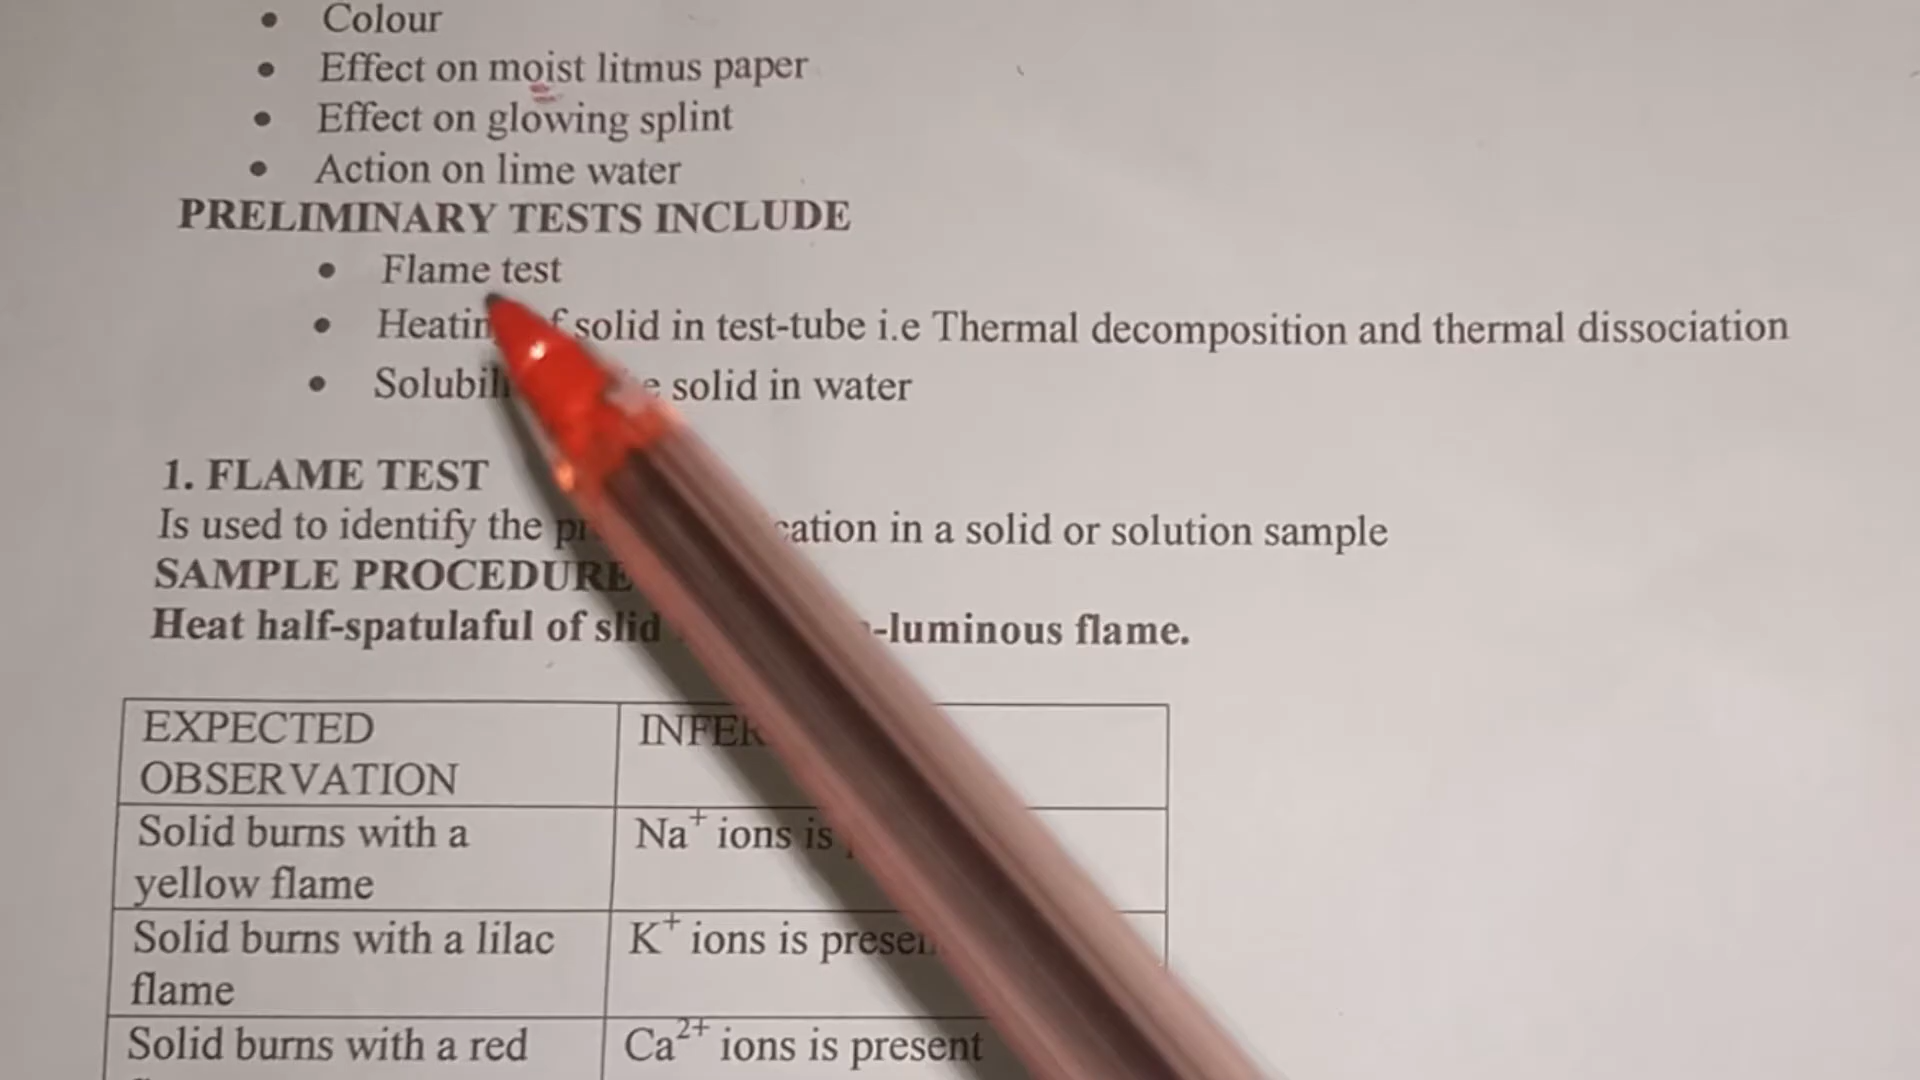 Colour
Effect on moist litmus paper
Effect on glowing splint
Action on lime water
PRELIMINARY TESTS INCLUDE
Flame test
solid in test-tube i.e Thermal decomposition and thermal dissociation
solid in water
1. FLAME TEST
Is used to identify the cation in a solid or solution sample
SAMPLE PROCEDURE
Heat half-spatulaful of slid -luminous flame.
EXPECTED
OBSERVATION
Solid burns with a
yellow flame
Na⁺ ions is
Solid burns with a lilac
flame
K⁺ ions is present
Solid burns with a red
Ca²⁺ ions is present